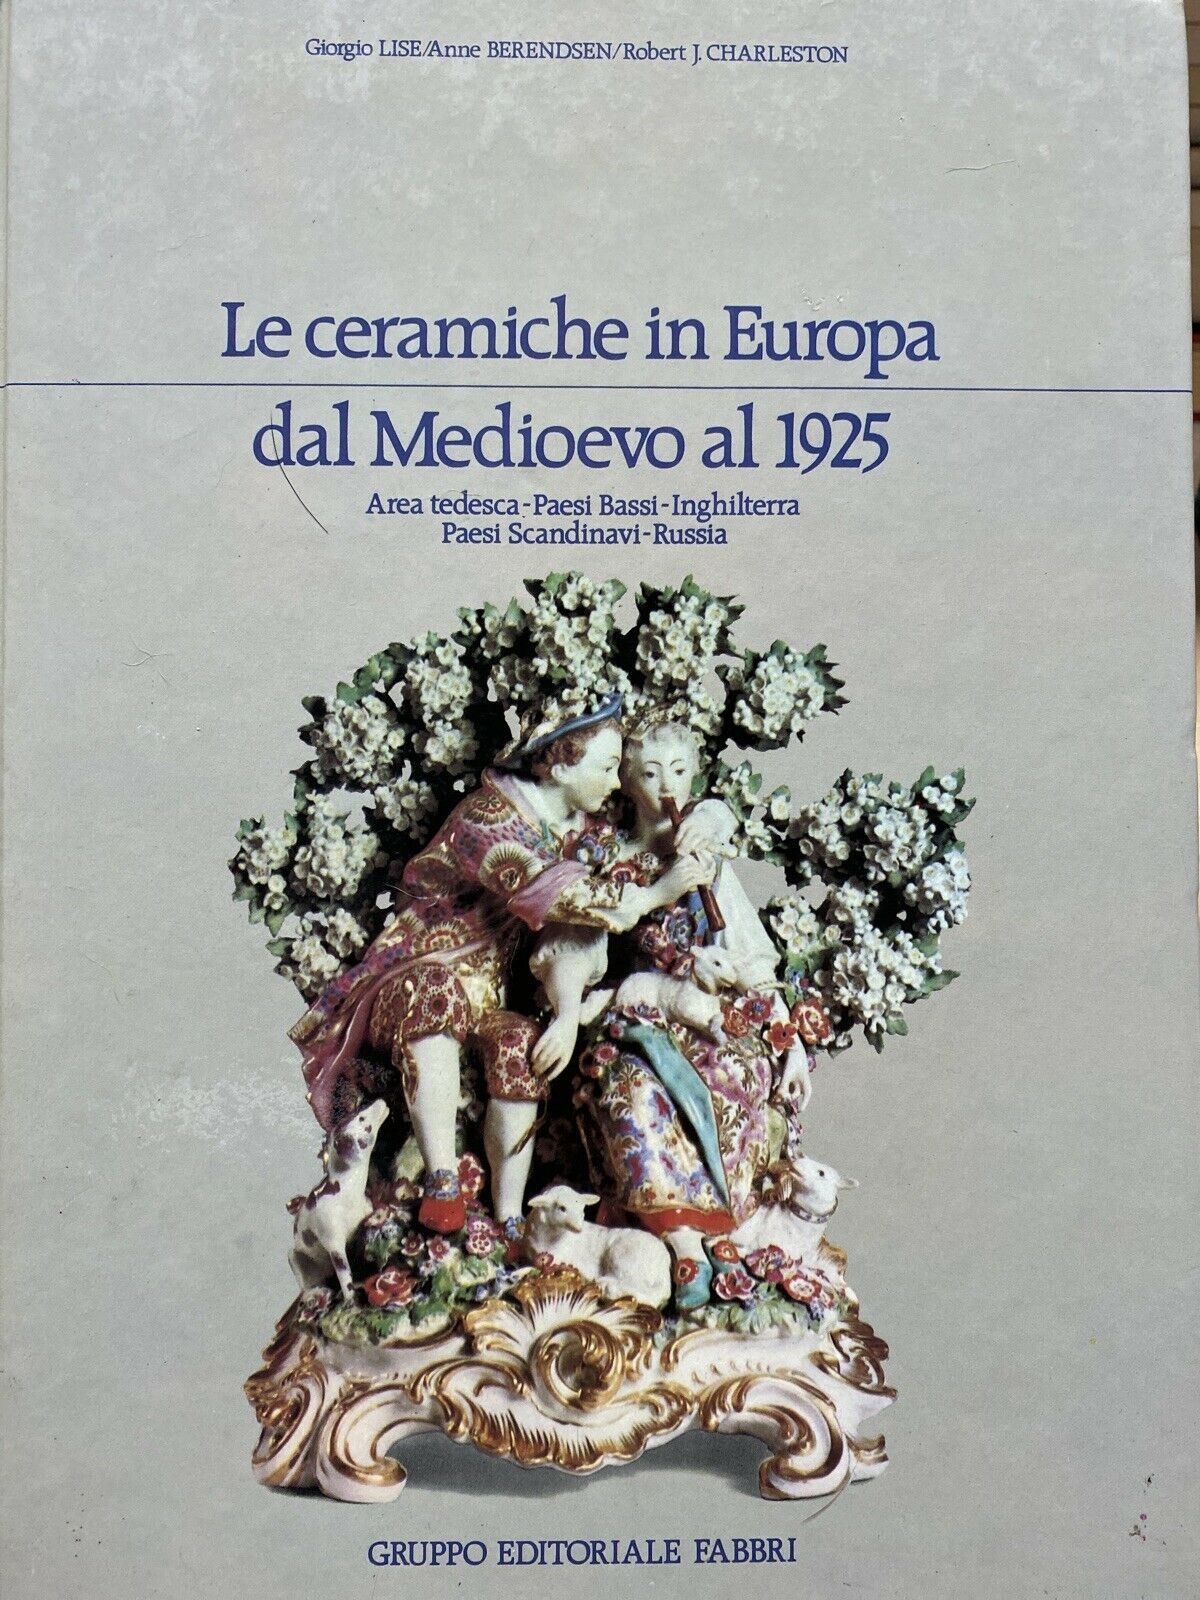 Giorgio LISE/Anne BERENDSEN/Robert J. CHARLESTON
Le ceramiche in Europa
dal Medioevo al 1925
Area tedesca-Paesi Bassi-Inghilterra
Paesi Scandinavi-Russia
GRUPPO EDITORIALE FABBRI